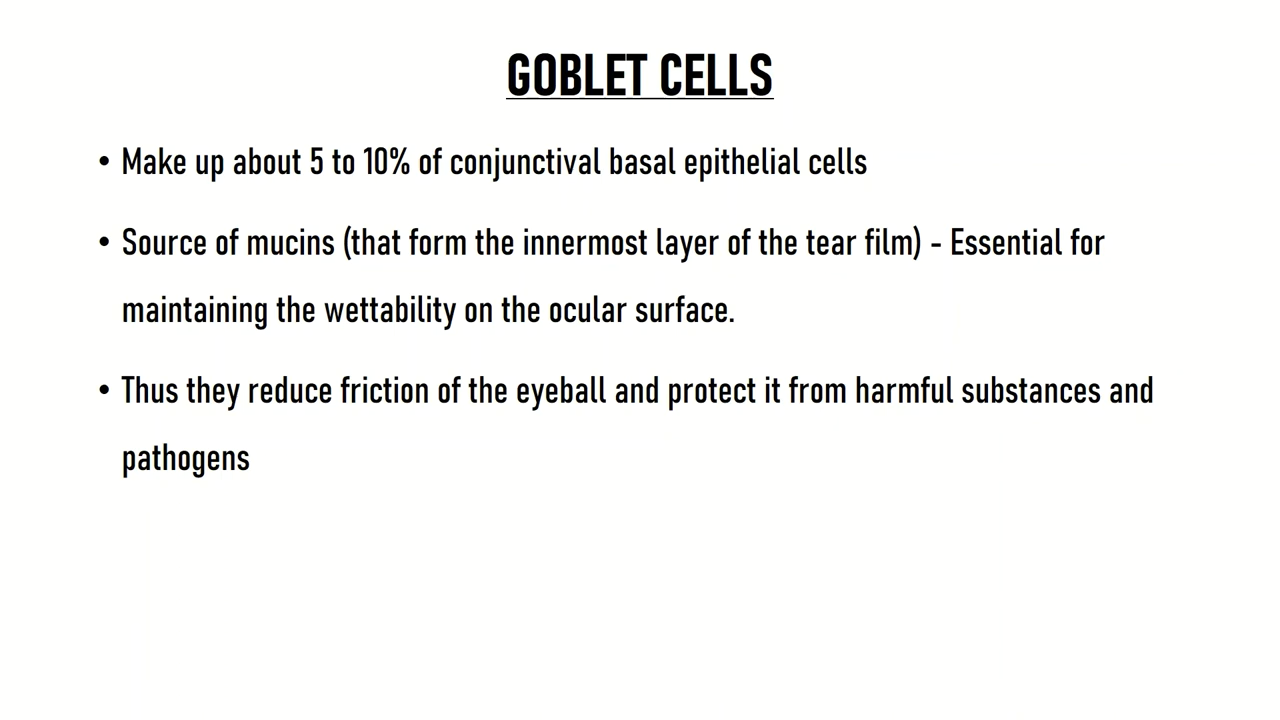 GOBLET CELLS
• Make up about 5 to 10% of conjunctival basal epithelial cells
• Source of mucins (that form the innermost layer of the tear film) - Essential for
maintaining the wettability on the ocular surface.
• Thus they reduce friction of the eyeball and protect it from harmful substances and
pathogens